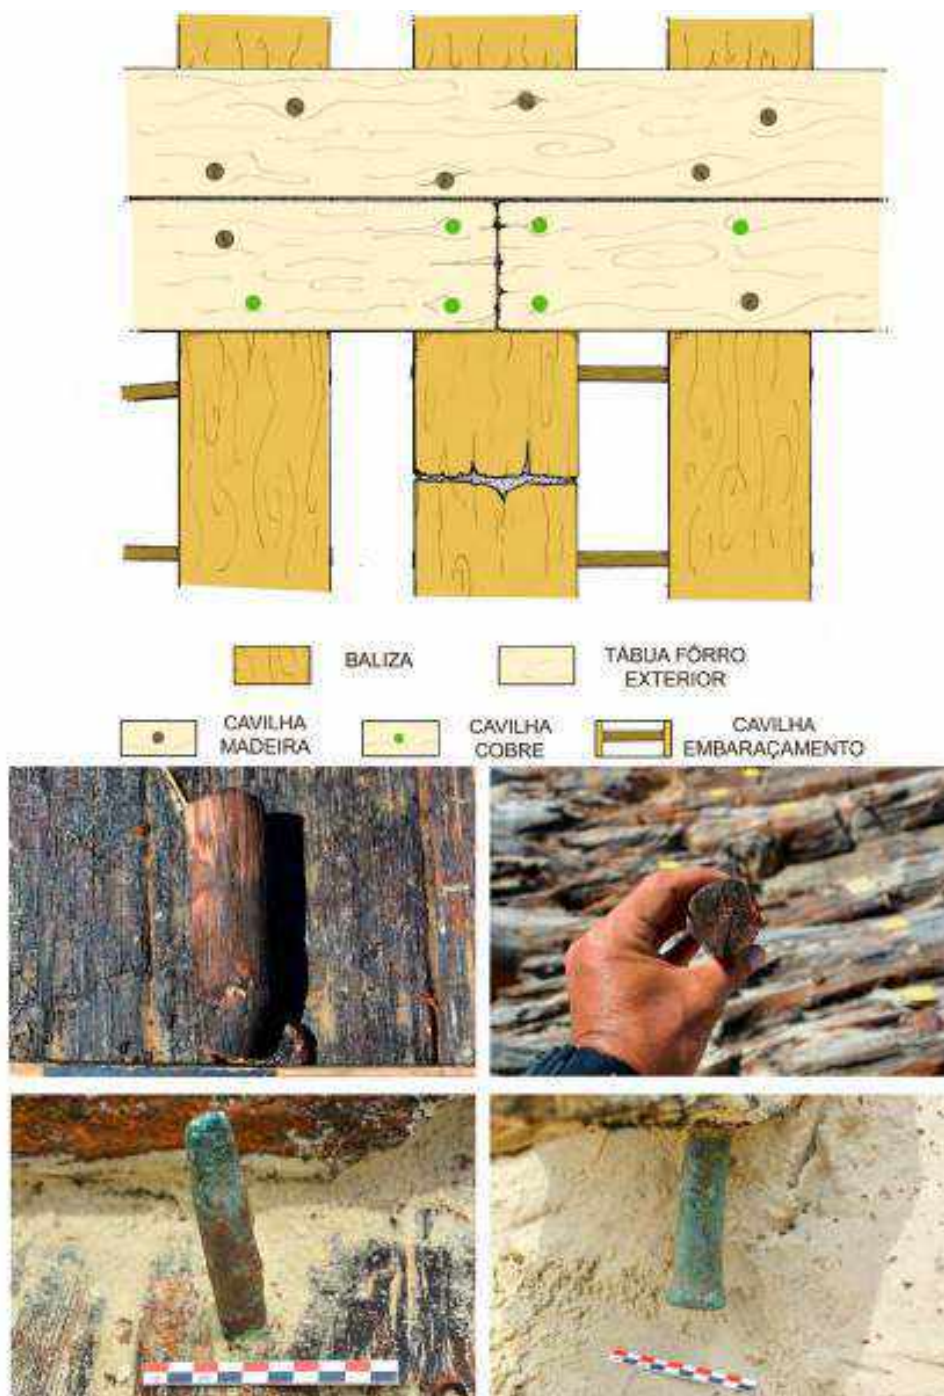 BALIZA
TÁBUA FÔRRO
EXTERIOR
CAVILHA
MADEIRA
CAVILHA
COBRE
CAVILHA
EMBARAÇAMENTO